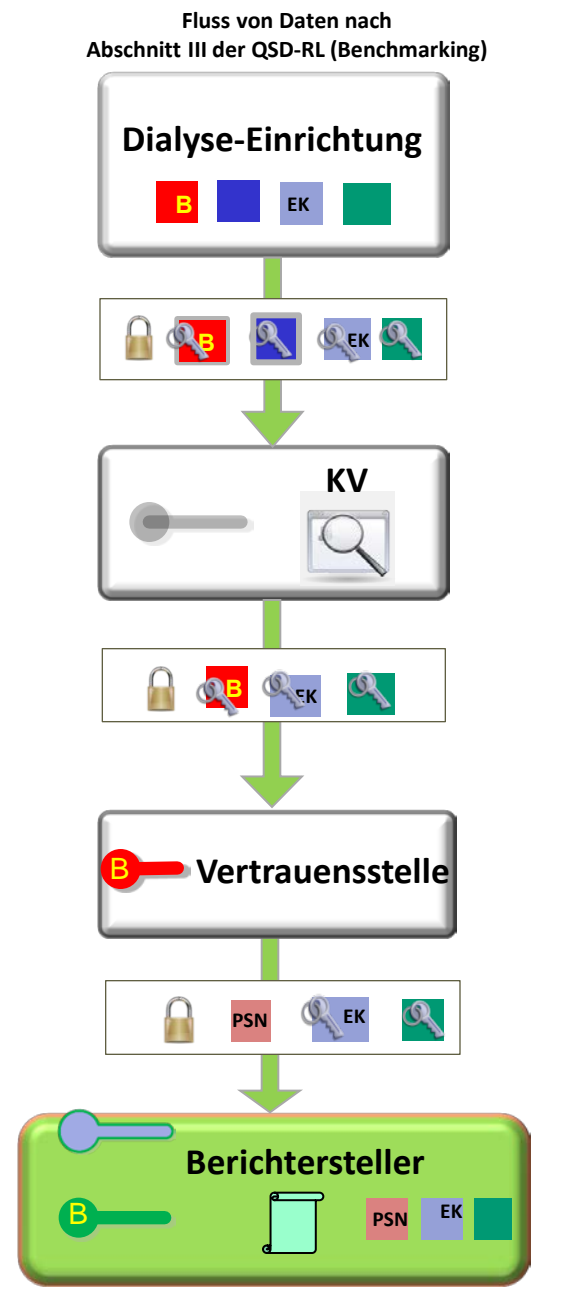 Fluss von Daten nach
Abschnitt III der QSD-RL (Benchmarking)
Dialyse-Einrichtung
B EK
B EK
KV
B EK
B Vertrauensstelle
PSN EK
Berichtersteller
B PSN EK